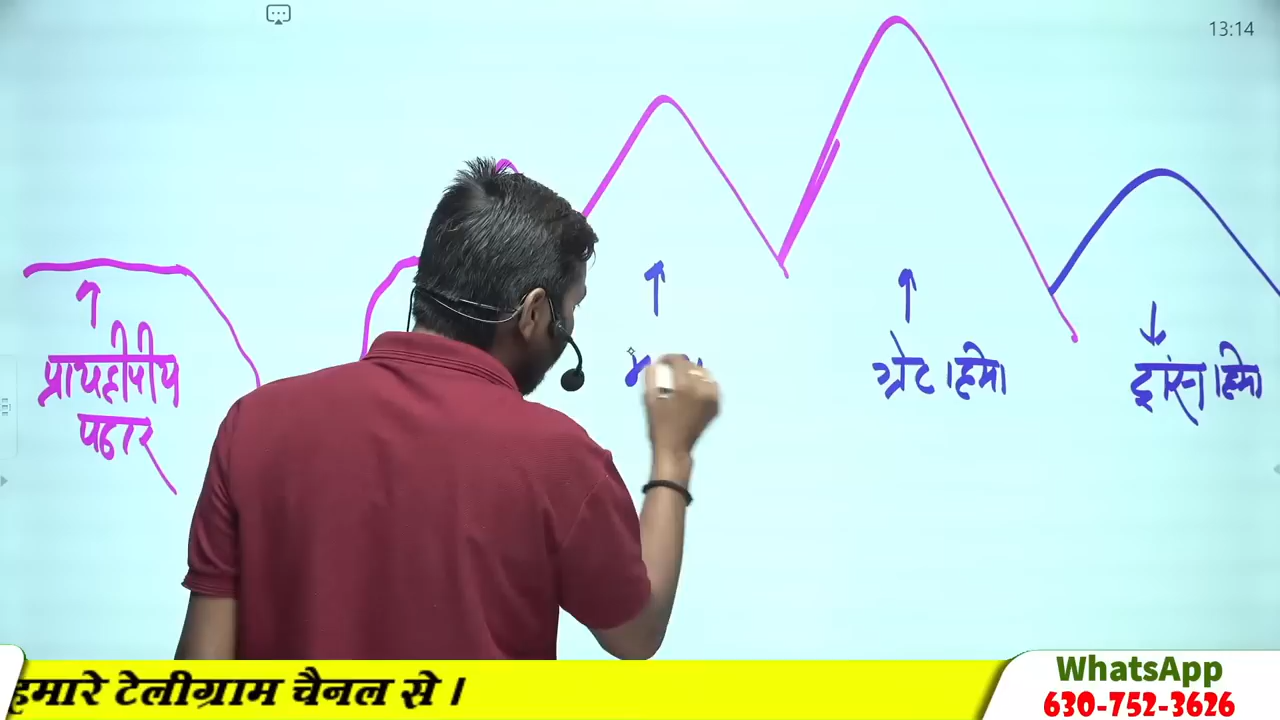 13:14
प्रायद्वीपीय
पठार
ग्रेट हिमा
ट्रांस हिमा
हमारे टेलीग्राम चैनल से ।
WhatsApp
630-752-3626